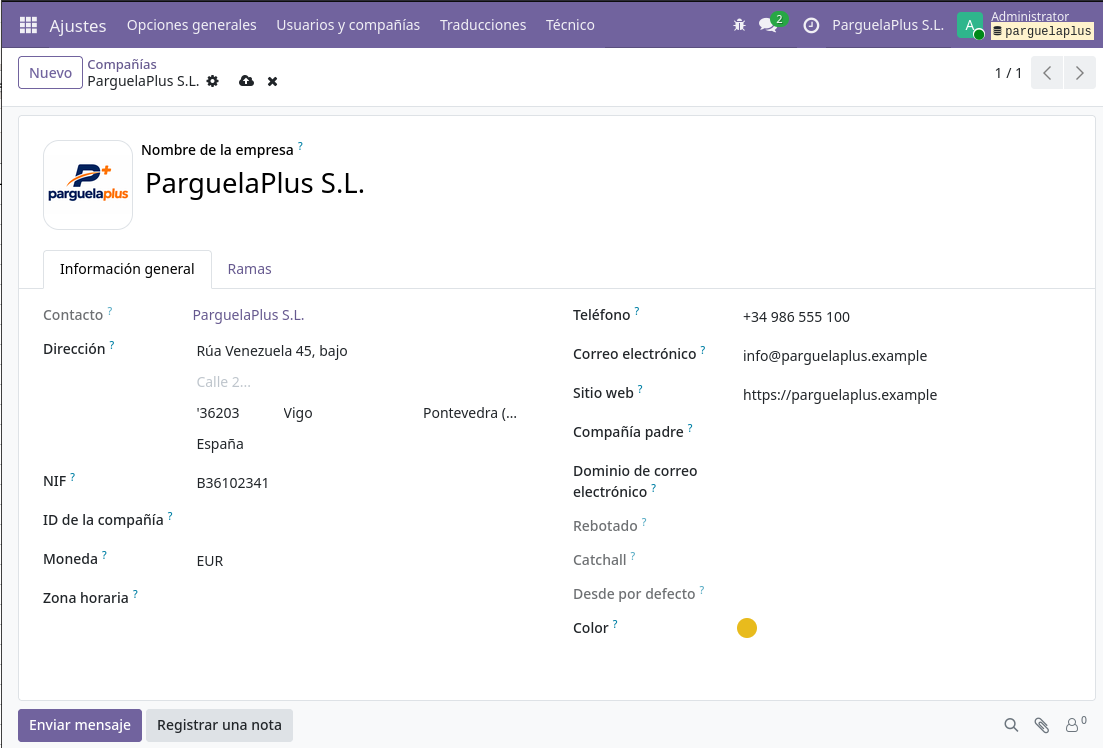 Ajustes Opciones generales Usuarios y compañías Traducciones Técnico 2 ParguelaPlus S.L. A Administrator
parguelaplus
Nuevo Compañías
ParguelaPlus S.L. 1 / 1
P+
parguelaplus
Nombre de la empresa ?
ParguelaPlus S.L.
Información general Ramas
Contacto ? ParguelaPlus S.L.
Dirección ? Rúa Venezuela 45, bajo
Calle 2...
'36203 Vigo Pontevedra (...
España
NIF ? B36102341
ID de la compañía ?
Moneda ? EUR
Zona horaria ?
Teléfono ? +34 986 555 100
Correo electrónico ? info@parguelaplus.example
Sitio web ? https://parguelaplus.example
Compañía padre ?
Dominio de correo
electrónico ?
Rebotado ?
Catchall ?
Desde por defecto ?
Color ?
Enviar mensaje Registrar una nota 0